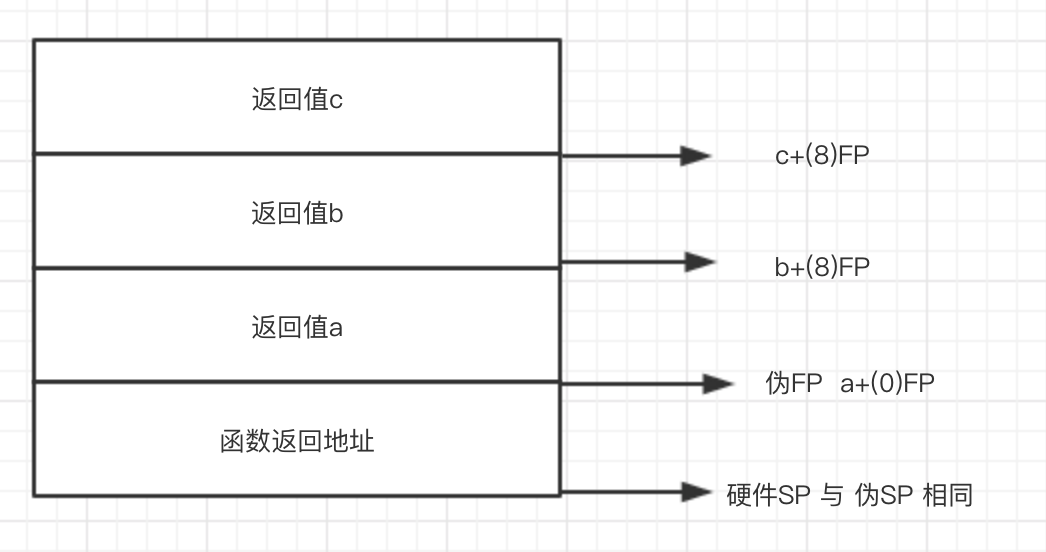 返回值c
c+(8)FP
返回值b
b+(8)FP
返回值a
伪FP a+(0)FP
函数返回地址
硬件SP 与 伪SP 相同